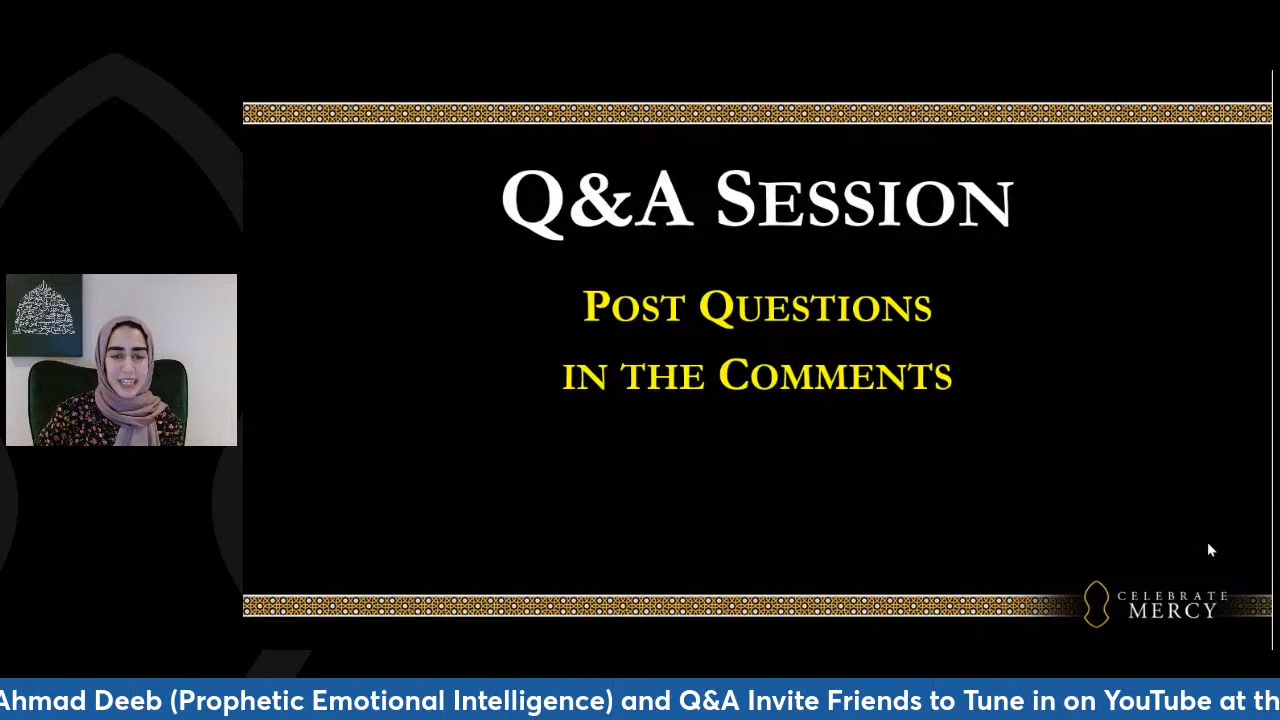 Q&A SESSION
POST QUESTIONS
IN THE COMMENTS
CELEBRATE
MERCY
Ahmad Deeb (Prophetic Emotional Intelligence) and Q&A Invite Friends to Tune in on YouTube at th